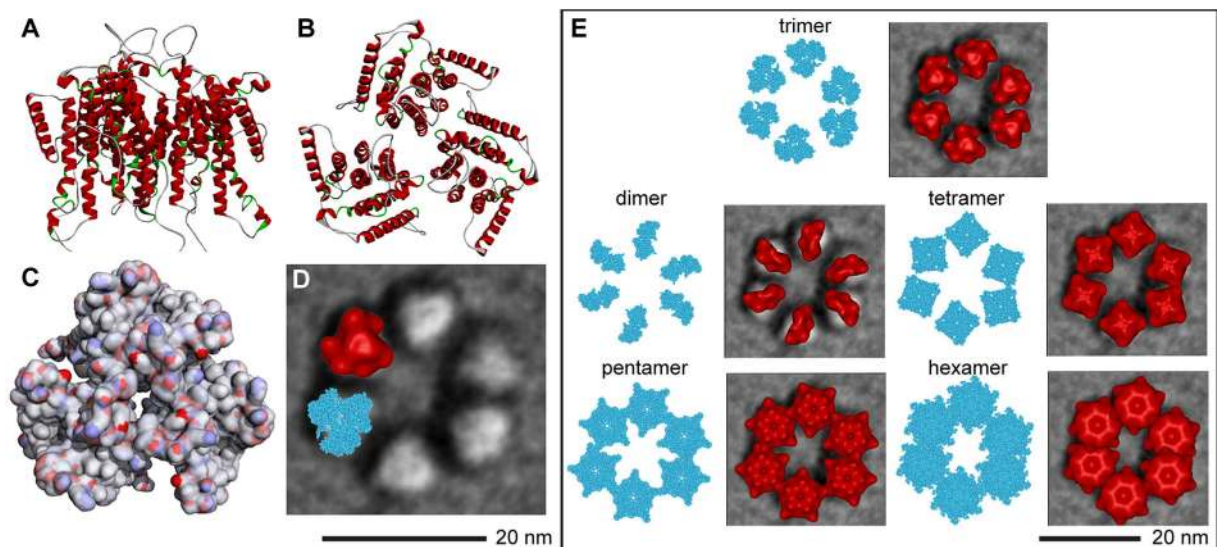 A
B
C
D
20 nm
E
trimer
dimer
tetramer
pentamer
hexamer
20 nm